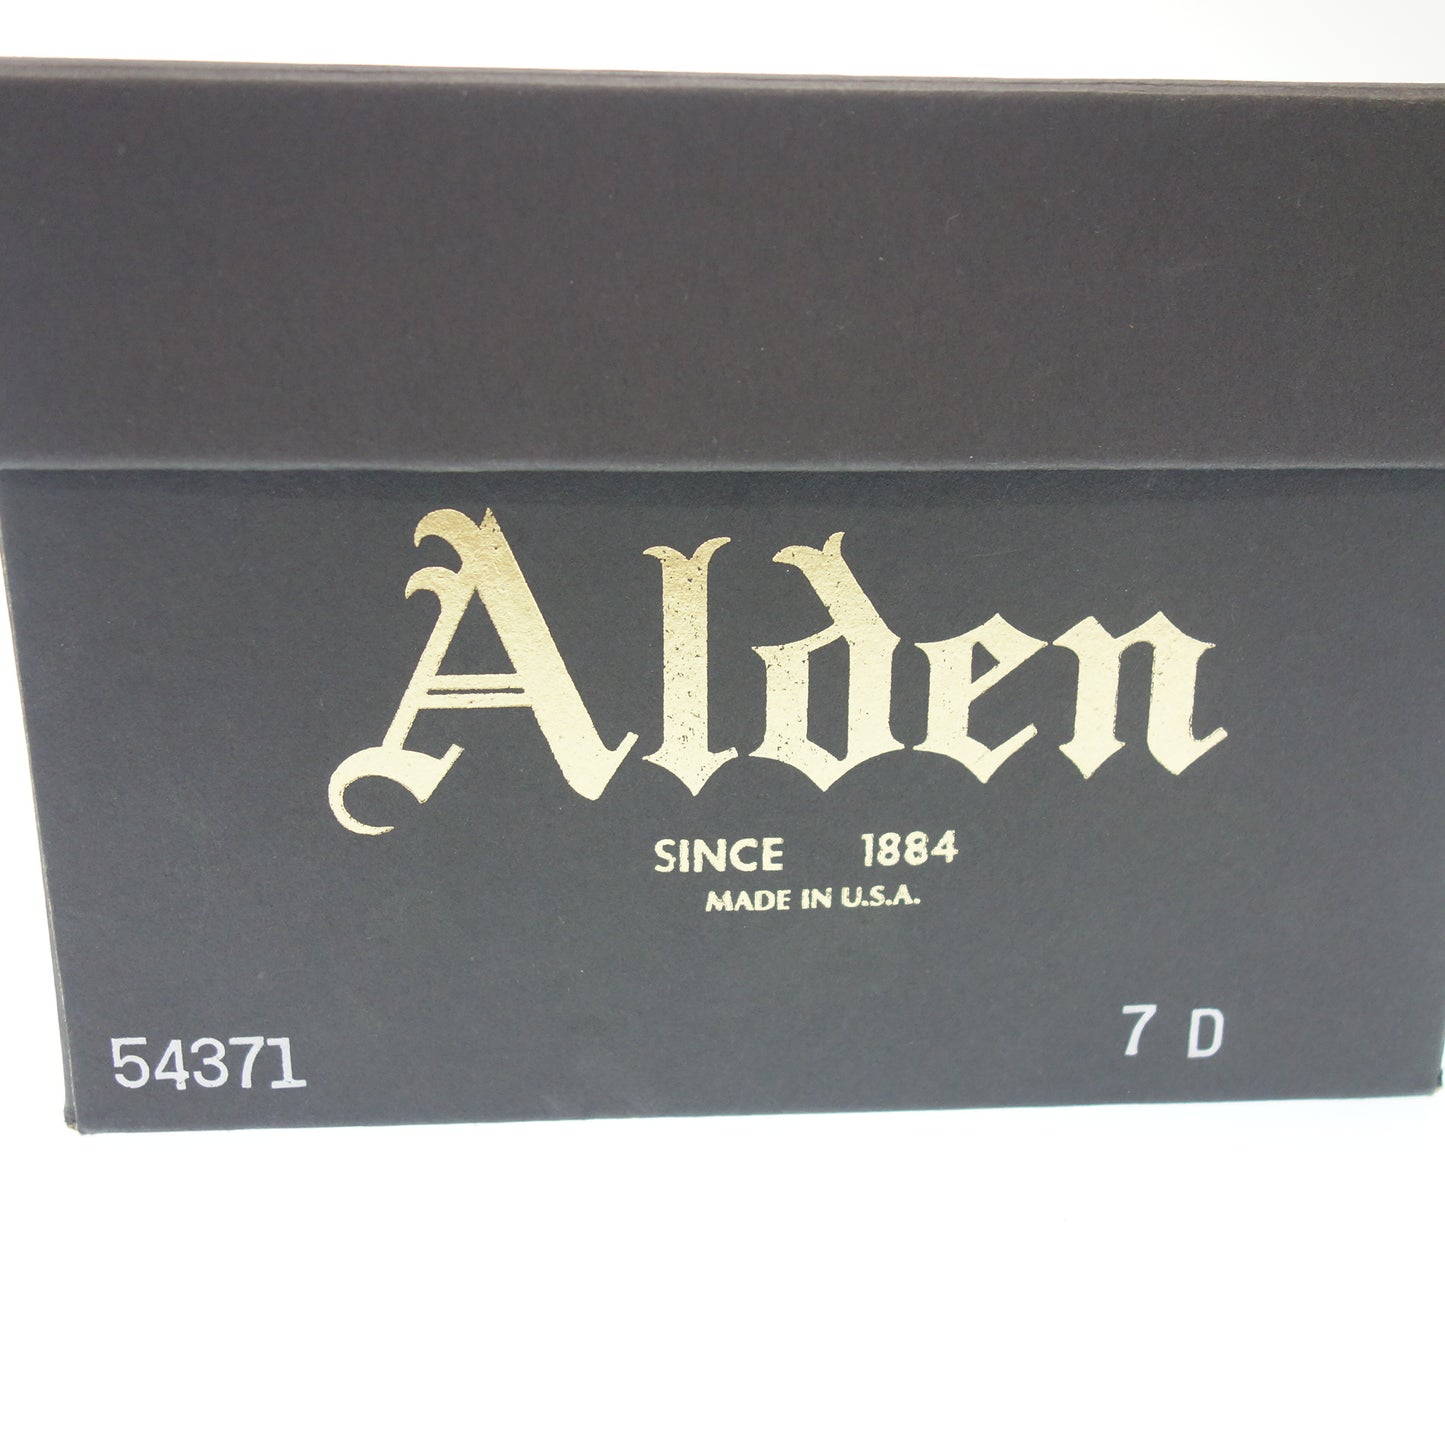 Alden
SINCE 1884
MADE IN U.S.A.
54371 7 D